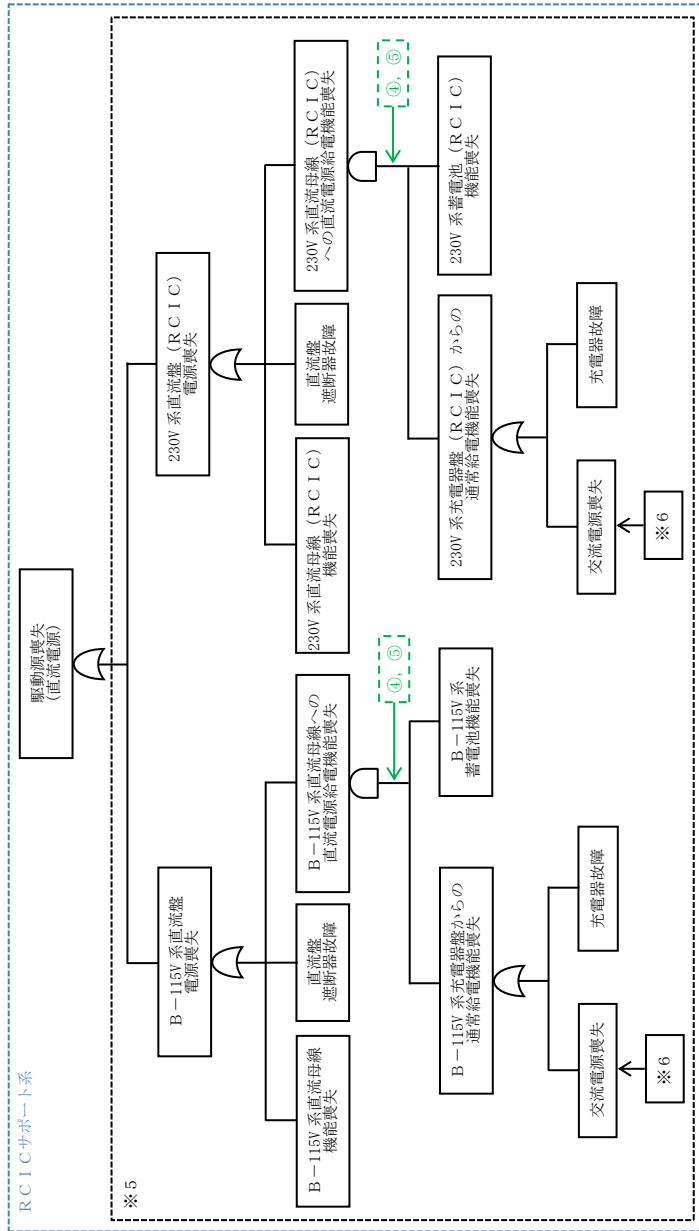 RCICサポート系
※5
駆動源喪失
(直流電源)
B－115V系直流盤
電源喪失
230V系直流盤(RCIC)
電源喪失
B－115V系直流母線
機能喪失
直流盤
遮断器故障
B－115V系直流母線への
直流電源給電機能喪失
230V系直流母線(RCIC)
機能喪失
直流盤
遮断器故障
230V系直流母線(RCIC)
への直流電源給電機能喪失
④, ⑤
④, ⑤
B－115V系充電器盤からの
通常給電機能喪失
B－115V系
蓄電池機能喪失
230V系充電器盤(RCIC)からの
通常給電機能喪失
230V系蓄電池(RCIC)
機能喪失
交流電源喪失
充電器故障
交流電源喪失
充電器故障
※6
※6